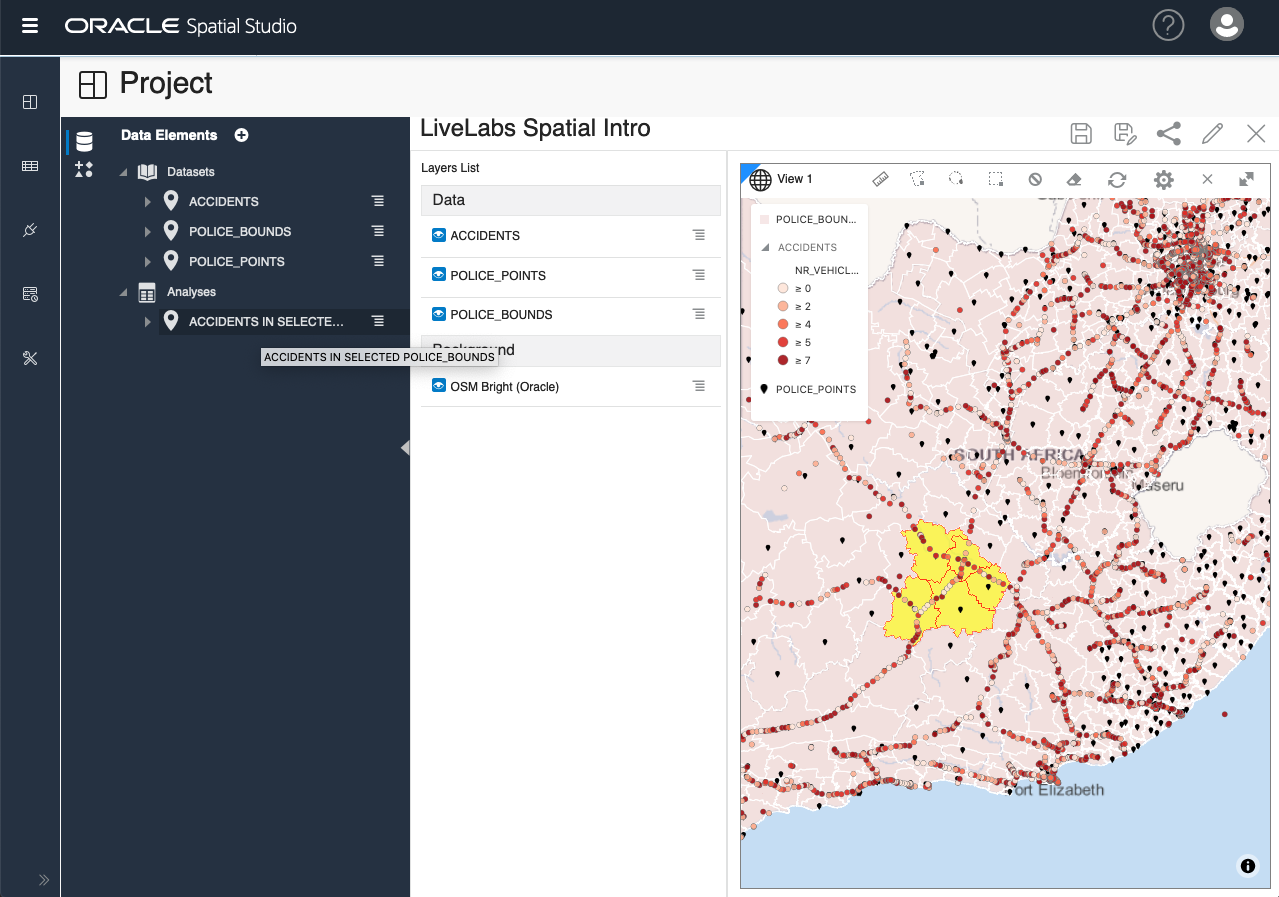 ORACLE Spatial Studio
Project
Data Elements
Datasets
ACCIDENTS
POLICE_BOUNDS
POLICE_POINTS
Analyses
ACCIDENTS IN SELECTE...
ACCIDENTS IN SELECTED POLICE_BOUNDS
LiveLabs Spatial Intro
Layers List
Data
ACCIDENTS
POLICE_POINTS
POLICE_BOUNDS
OSM Bright (Oracle)
View 1
POLICE_BOUN...
ACCIDENTS
NR_VEHICL...
≥ 0
≥ 2
≥ 4
≥ 5
≥ 7
POLICE_POINTS
SOUTH AFRICA
Maseru
Port Elizabeth